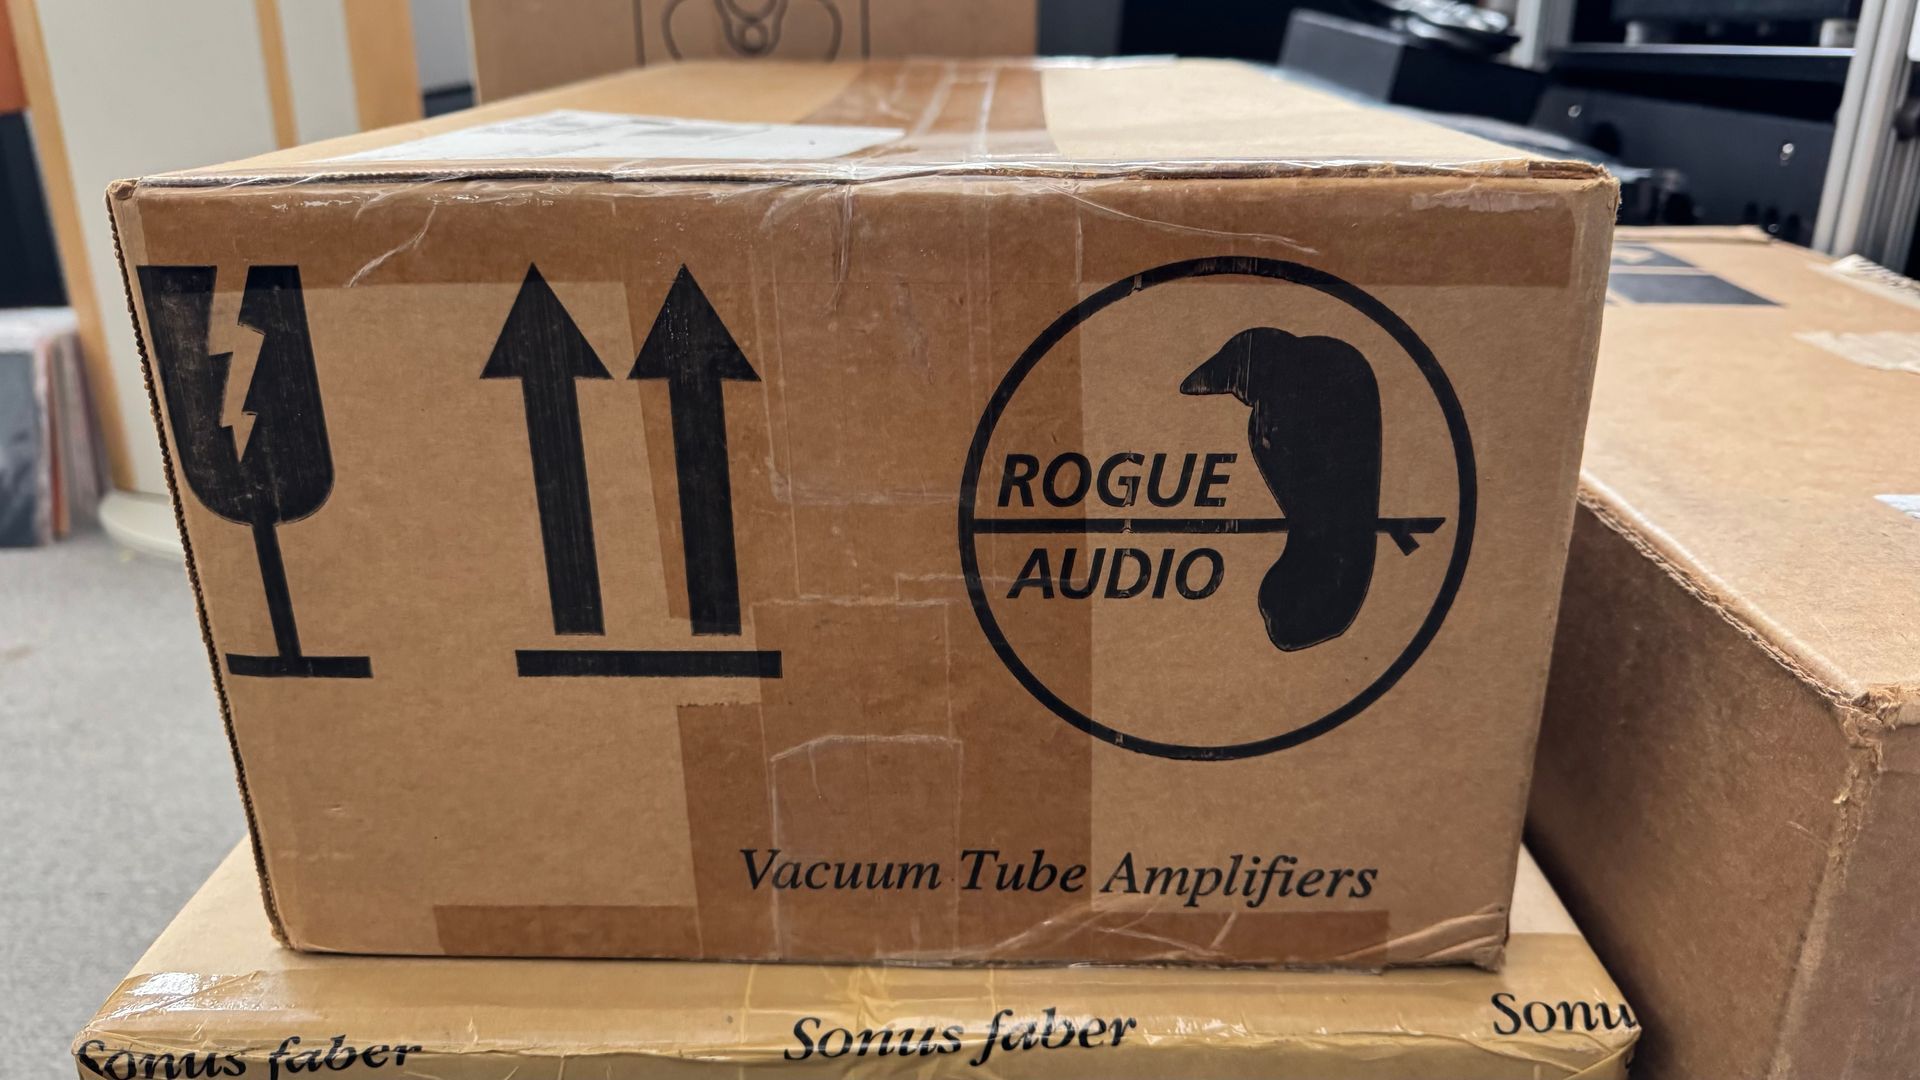 ROGUE
AUDIO
Vacuum Tube Amplifiers
Sonus faber
Sonus faber
Sonu